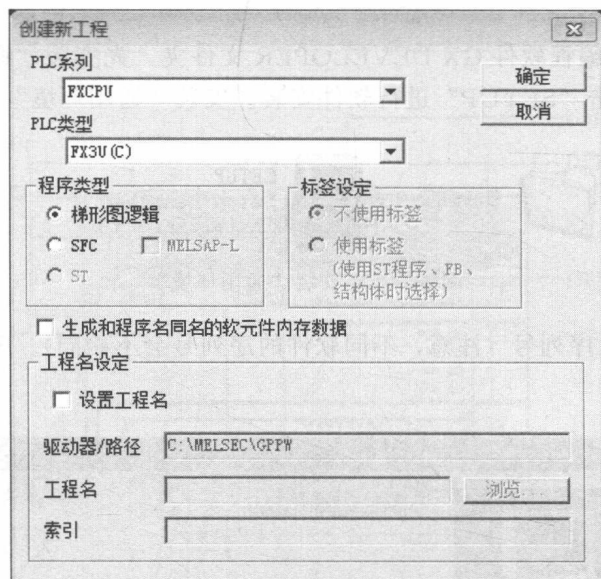 创建新工程
PLC系列
FXCPU
确定
取消
PLC类型
FX3U(C)
程序类型
梯形图逻辑
SFC
MELSAP-L
ST
标签设定
不使用标签
使用标签
(使用ST程序、FB、
结构体时选择)
生成和程序名同名的软元件内存数据
工程名设定
设置工程名
驱动器/路径
C:\MELSEC\GPPW
工程名
浏览...
索引